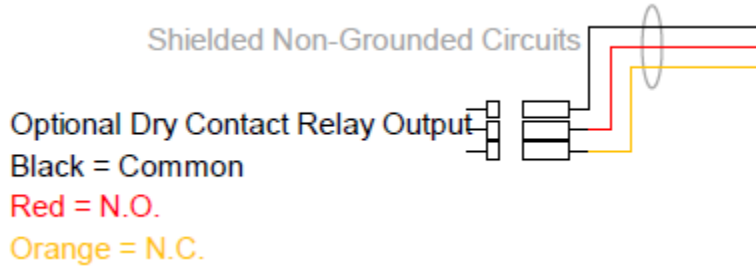 Shielded Non-Grounded Circuits
Optional Dry Contact Relay Output
Black = Common
Red = N.O.
Orange = N.C.